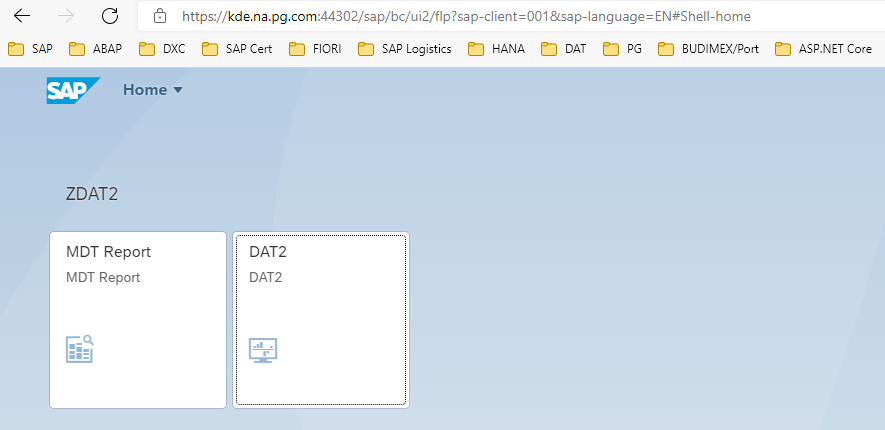 https://kde.na.pg.com:44302/sap/bc/ui2/flp?sap-client=001&sap-language=EN#Shell-home
SAP ABAP DXC SAP Cert FIORI SAP Logistics HANA DAT PG BUDIMEX/Port ASP.NET Core
SAP Home
ZDAT2
MDT Report
MDT Report
DAT2
DAT2